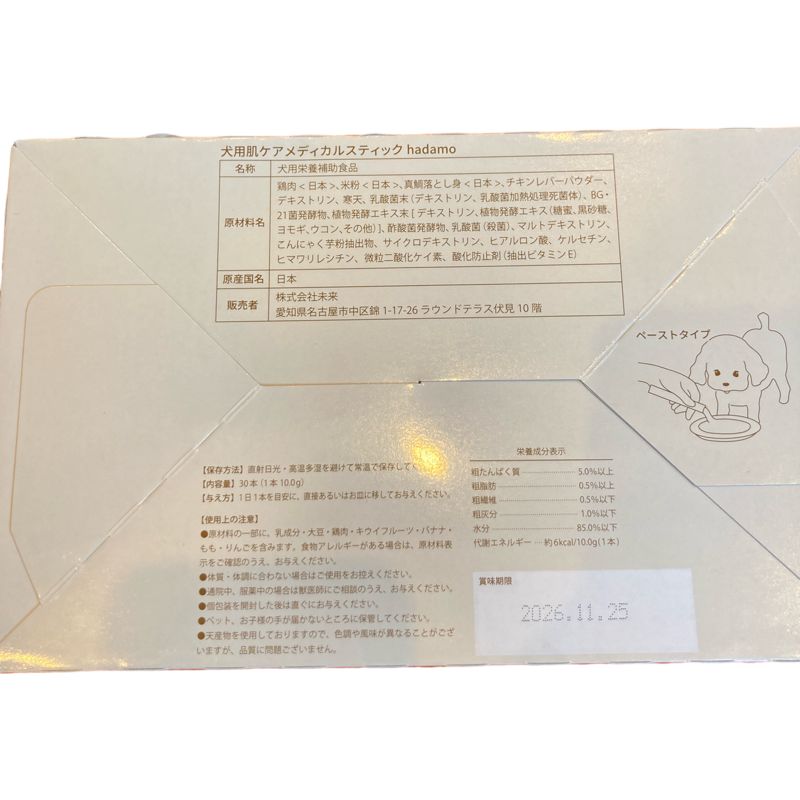 犬用肌ケアメディカルスティック hadamo
名称 犬用栄養補助食品
原材料名
鶏肉<日本>、米粉<日本>、真鯛落とし身<日本>、チキンレバーパウダー、
デキストリン、寒天、乳酸菌末(デキストリン、乳酸菌加熱処理死菌体)、BG・
21菌発酵物、植物発酵エキス末[デキストリン、植物発酵エキス(糖蜜、黒砂糖、
ヨモギ、ウコン、その他)]、酢酸菌発酵物、乳酸菌(殺菌)、マルトデキストリン、
こんにゃく芋粉抽出物、サイクロデキストリン、ヒアルロン酸、ケルセチン、
ヒマワリレシチン、微粒二酸化ケイ素、酸化防止剤(抽出ビタミンE)
原産国名 日本
販売者 株式会社未来
愛知県名古屋市中区錦 1-17-26 ラウンドテラス伏見 10 階
ペーストタイプ
【保存方法】直射日光・高温多湿を避けて常温で保存して
【内容量】30本(1本10.0g)
【与え方】1日1本を目安に、直接あるいはお皿に移してお与えください。
【使用上の注意】
●原材料の一部に、乳成分・大豆・鶏肉・キウイフルーツ・バナナ・
もも・りんごを含みます。食物アレルギーがある場合は、原材料表
示をご確認のうえ、お与えください。
●体質・体調に合わない場合はご使用をお控えください。
●通院中、服薬中の場合は獣医師にご相談のうえ、お与えください。
●個包装を開封した後は直ぐにお与えください。
●ペット、お子様の手が届かないところに保管してください。
●天産物を使用しておりますので、色調や風味が異なることがござ
いますが、品質に問題ございません。
栄養成分表示
粗たんぱく質 5.0%以上
粗脂肪 0.5%以上
粗繊維 0.5%以下
粗灰分 1.0%以下
水分 85.0%以下
代謝エネルギー 約6kcal/10.0g(1本)
賞味期限
2026.11.25